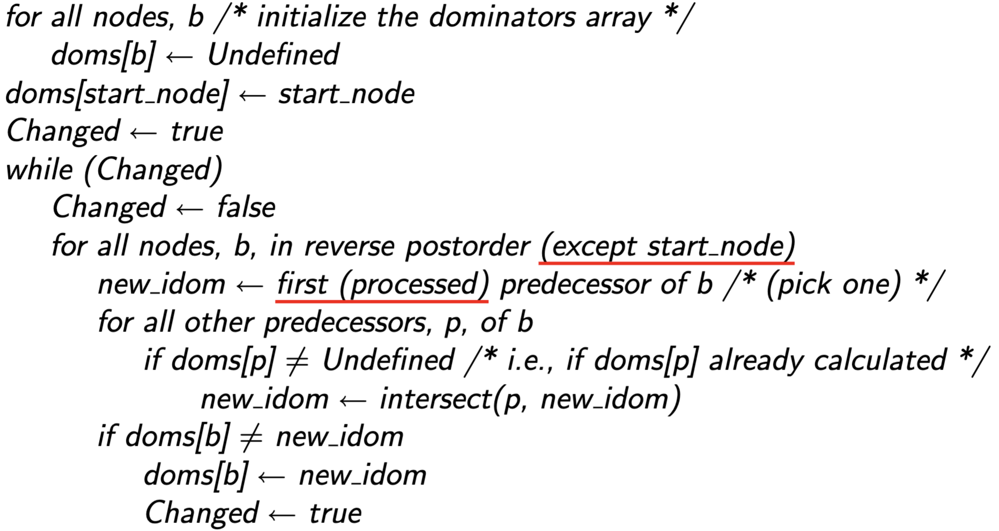 for all nodes, b /* initialize the dominators array */
doms[b] ← Undefined
doms[start_node] ← start_node
Changed ← true
while (Changed)
Changed ← false
for all nodes, b, in reverse postorder (except start_node)
new_idom ← first (processed) predecessor of b /* (pick one) */
for all other predecessors, p, of b
if doms[p] ≠ Undefined /* i.e., if doms[p] already calculated */
new_idom ← intersect(p, new_idom)
if doms[b] ≠ new_idom
doms[b] ← new_idom
Changed ← true